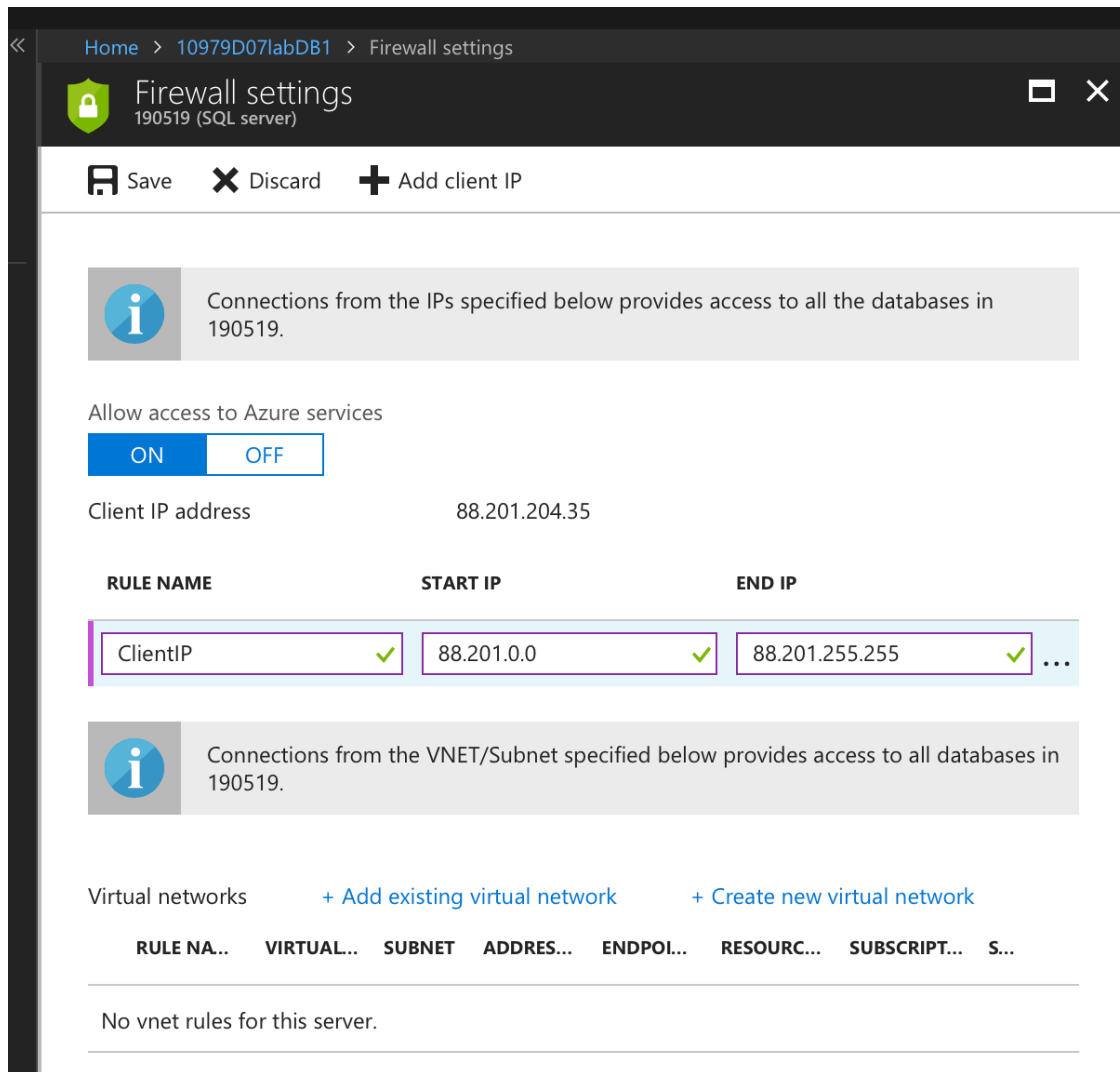 Home > 10979D07labDB1 > Firewall settings
Firewall settings
190519 (SQL server)
Save Discard Add client IP
Connections from the IPs specified below provides access to all the databases in
190519.
Allow access to Azure services
ON OFF
Client IP address 88.201.204.35
RULE NAME START IP END IP
ClientIP 88.201.0.0 88.201.255.255 ...
Connections from the VNET/Subnet specified below provides access to all databases in
190519.
Virtual networks + Add existing virtual network + Create new virtual network
RULE NA... VIRTUAL... SUBNET ADDRES... ENDPOI... RESOURC... SUBSCRIPT... S...
No vnet rules for this server.